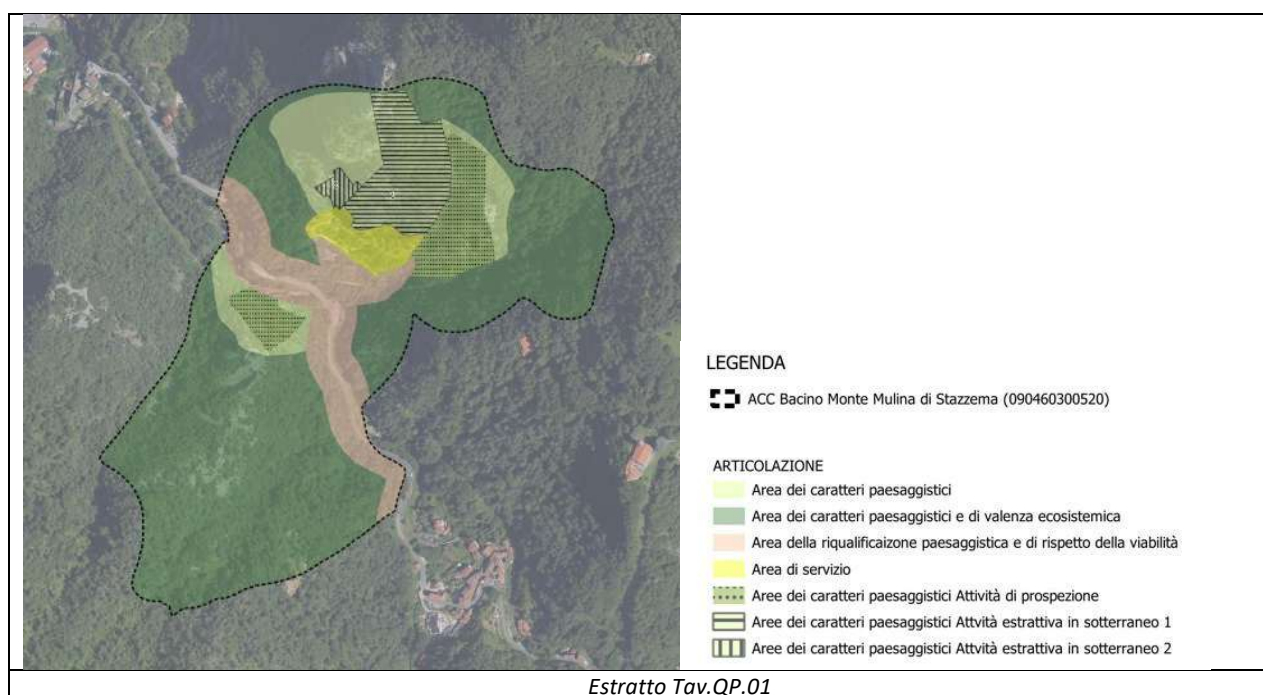 LEGENDA
ACC Bacino Monte Mulina di Stazzema (090460300520)
ARTICOLAZIONE
Area dei caratteri paesaggistici
Area dei caratteri paesaggistici e di valenza ecosistemica
Area della riqualificaizone paesaggistica e di rispetto della viabilità
Area di servizio
Aree dei caratteri paesaggistici Attività di prospezione
Aree dei caratteri paesaggistici Attvità estrattiva in sotterraneo 1
Aree dei caratteri paesaggistici Attvità estrattiva in sotterraneo 2
Estratto Tav.QP.01